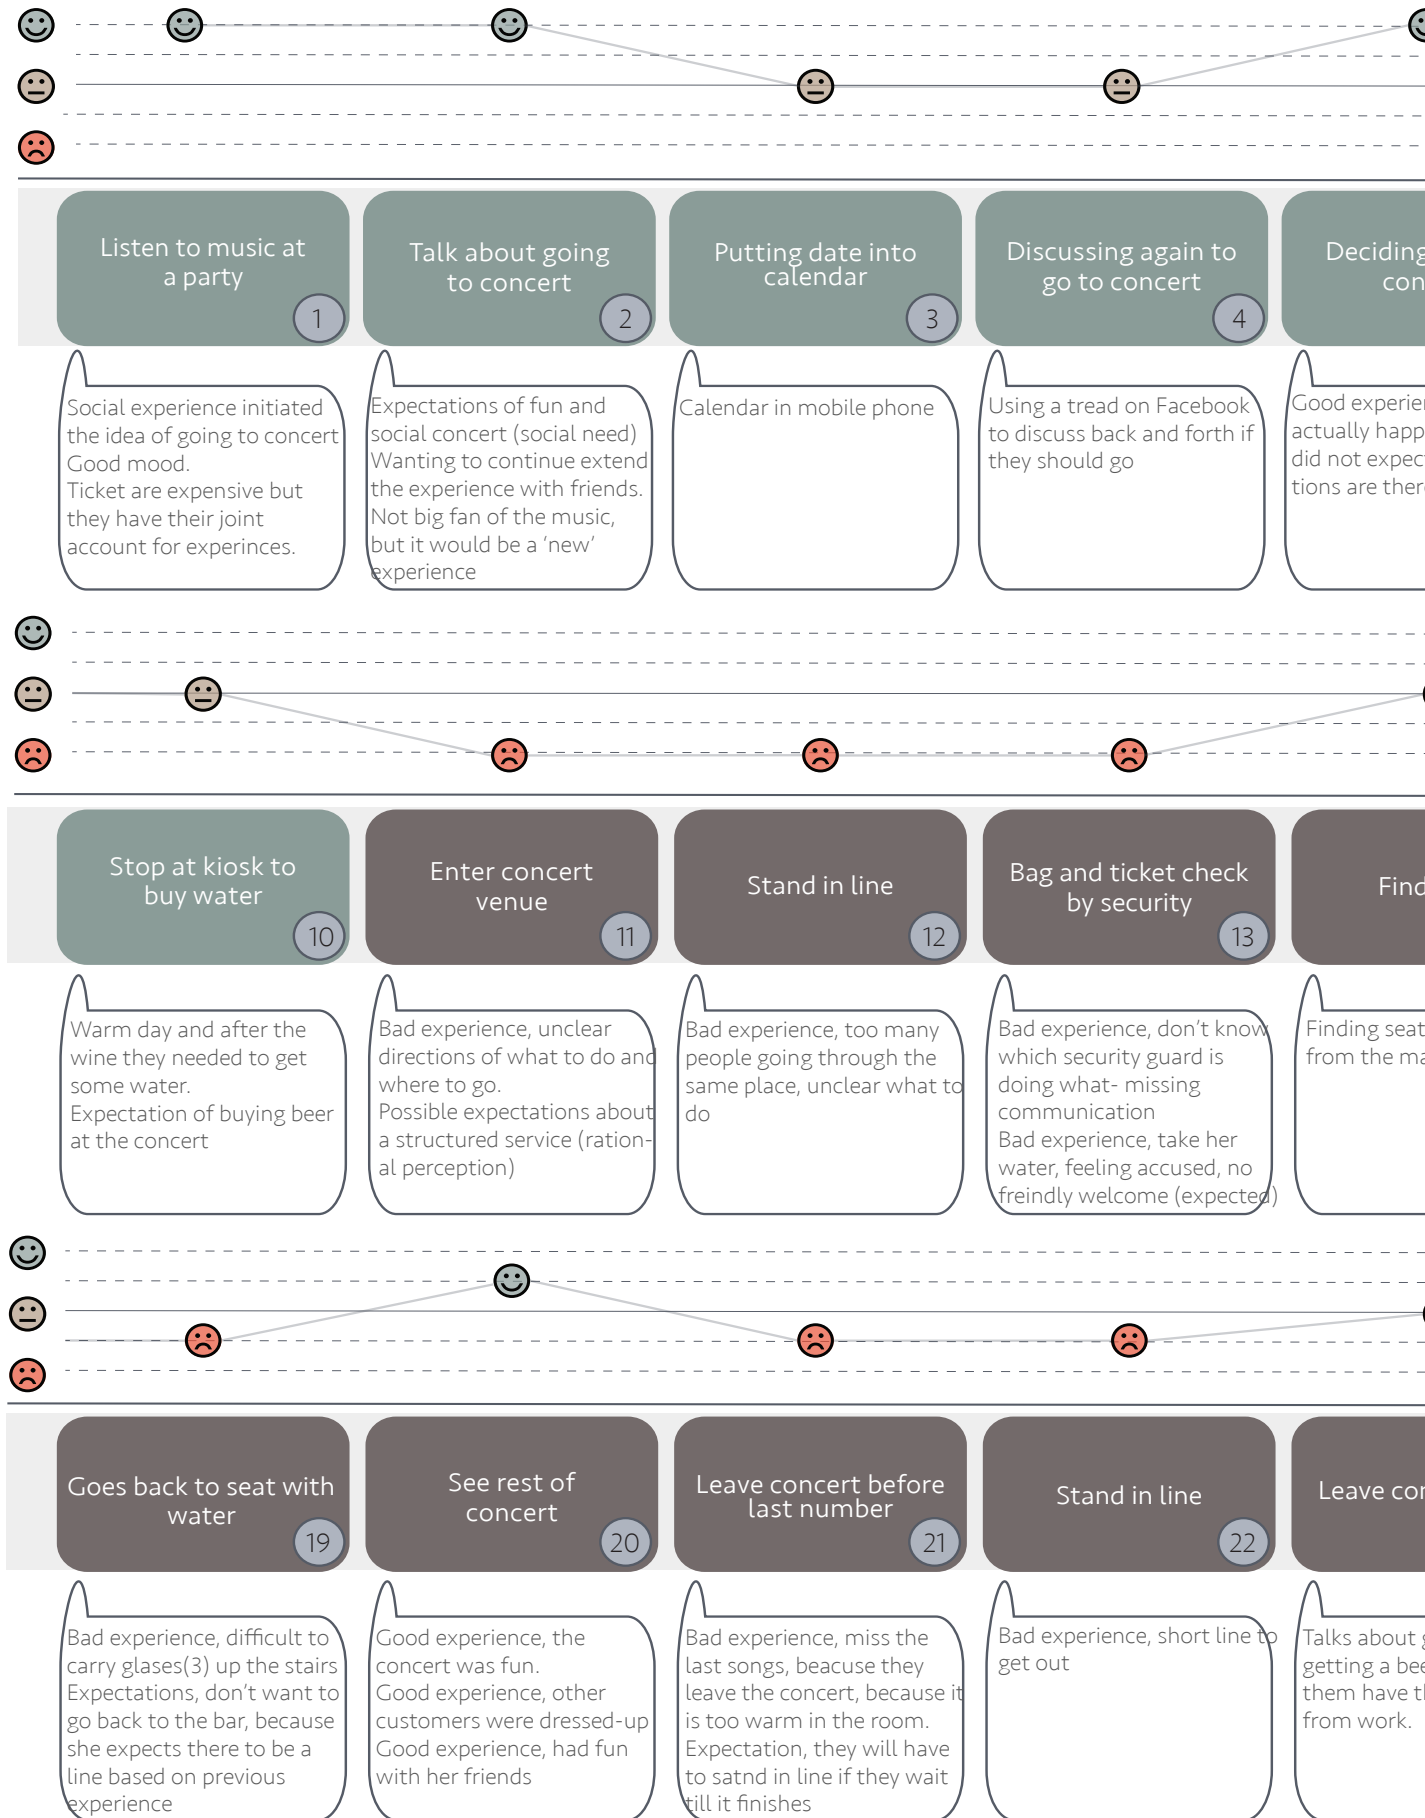 Listen to music at
a party
1
Talk about going
to concert
2
Putting date into
calendar
3
Discussing again to
go to concert
4
Deciding
con
Social experience initiated
the idea of going to concert
Good mood.
Ticket are expensive but
they have their joint
account for experinces.
Expectations of fun and
social concert (social need)
Wanting to continue extend
the experience with friends.
Not big fan of the music,
but it would be a ‘new’
experience
Calendar in mobile phone
Using a tread on Facebook
to discuss back and forth if
they should go
Good experien
actually happ
did not expect
tions are there
Stop at kiosk to
buy water
10
Enter concert
venue
11
Stand in line
12
Bag and ticket check
by security
13
Find
Warm day and after the
wine they needed to get
some water.
Expectation of buying beer
at the concert
Bad experience, unclear
directions of what to do and
where to go.
Possible expectations about
a structured service (ration-
al perception)
Bad experience, too many
people going through the
same place, unclear what to
do
Bad experience, don’t know
which security guard is
doing what- missing
communication
Bad experience, take her
water, feeling accused, no
freindly welcome (expected)
Finding seat
from the ma
Goes back to seat with
water
19
See rest of
concert
20
Leave concert before
last number
21
Stand in line
22
Leave con
Bad experience, difficult to
carry glases(3) up the stairs
Expectations, don’t want to
go back to the bar, because
she expects there to be a
line based on previous
experience
Good experience, the
concert was fun.
Good experience, other
customers were dressed-up
Good experience, had fun
with her friends
Bad experience, miss the
last songs, beacuse they
leave the concert, because it
is too warm in the room.
Expectation, they will have
to satnd in line if they wait
till it finishes
Bad experience, short line to
get out
Talks about g
getting a bee
them have th
from work.